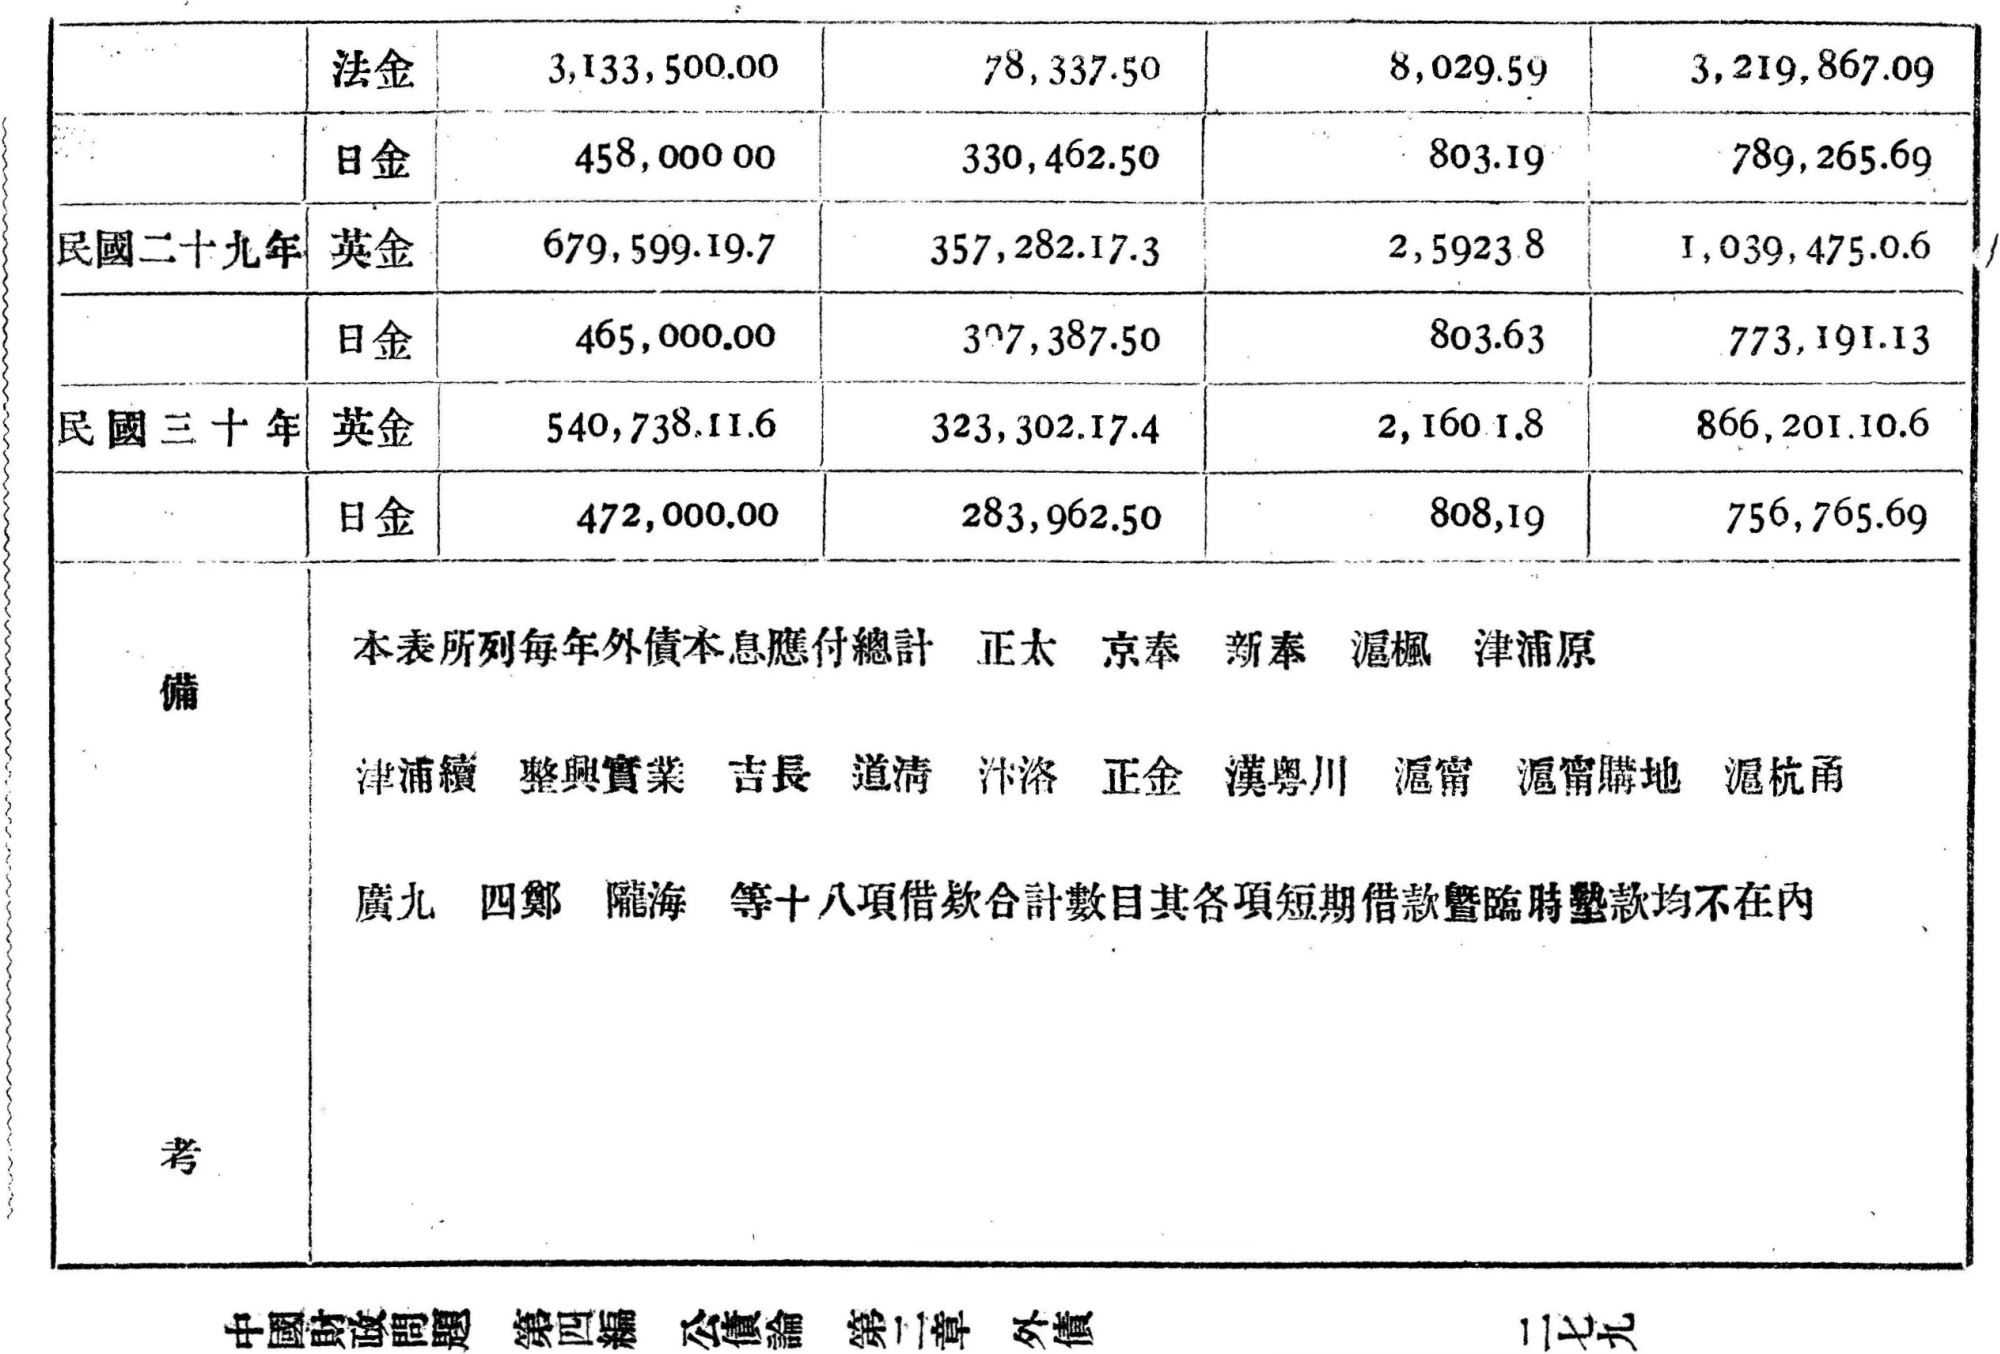 法金 3,133,500.00 78,337.50 8,029.59 3,219,867.09
日金 458,000 00 330,462.50 803.19 789,265.69
民國二十九年 英金 679,599.19.7 357,282.17.3 2,5923 8 1,039,475.0.6
日金 465,000.00 307,387.50 803.63 773,191.13
民國三十年 英金 540,738.11.6 323,302.17.4 2,160 1.8 866,201.10.6
日金 472,000.00 283,962.50 808,19 756,765.69
備考
本表所列每年外債本息應付總計 正太 京奉 新奉 滬楓 津浦原
津浦續 整興實業 吉長 道清 汴洛 正金 漢粵川 滬甯 滬甯購地 滬杭甬
廣九 四鄭 隴海 等十八項借欵合計數目其各項短期借款暨臨時墊款均不在內
中國財政問題 第四編 公債論 第二章 外債 二七九